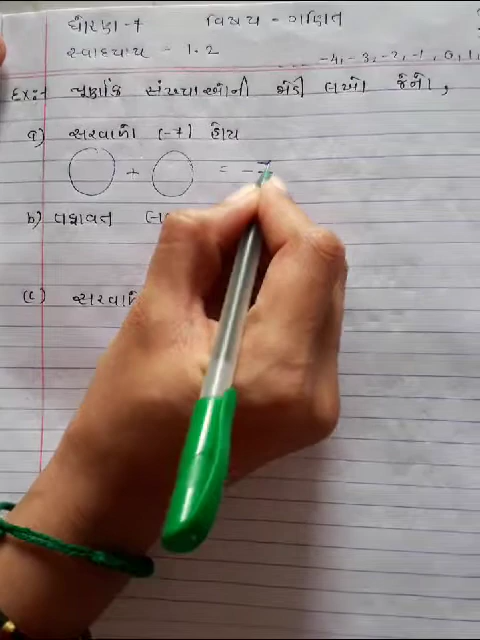 ધોરણ - 7 વિષય - ગણિત
સ્વાધ્યાય - 1.2
.... -4, -3, -2, -1, 0, 1,
Ex:-1 પૂર્ણાંક સંખ્યાઓની જોડી લખો જેનો,
a) સરવાળો (-7) હોય
+ = -7
b) તફાવત
(c) સરવાળો